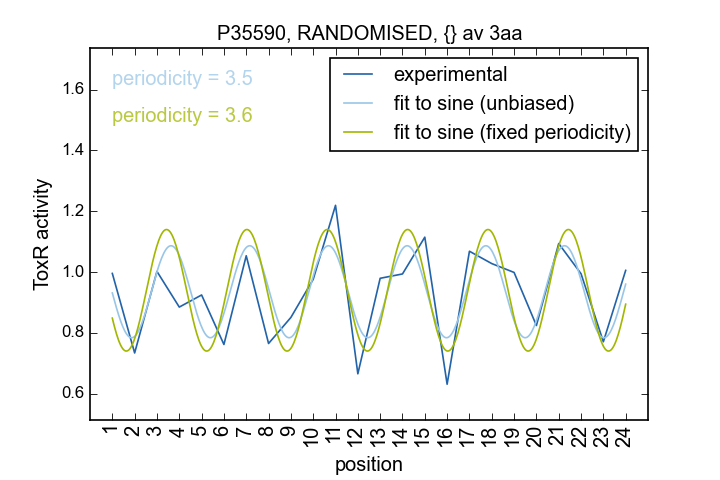 P35590, RANDOMISED, {} av 3aa
periodicity = 3.5
periodicity = 3.6
experimental
fit to sine (unbiased)
fit to sine (fixed periodicity)
ToxR activity
1.6
1.4
1.2
1.0
0.8
0.6
1 2 3 4 5 6 7 8 9 10 11 12 13 14 15 16 17 18 19 20 21 22 23 24
position